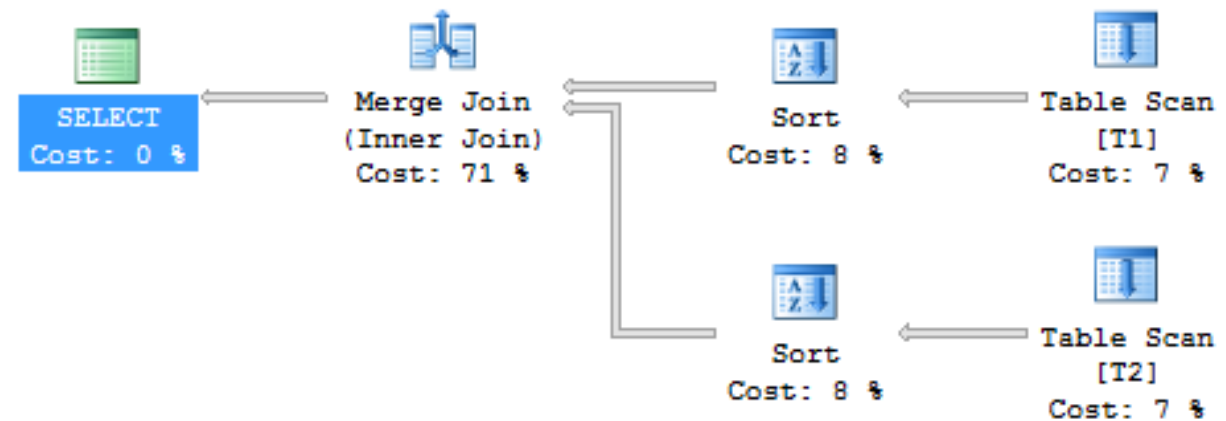 SELECT
Cost: 0 %
Merge Join
(Inner Join)
Cost: 71 %
Sort
Cost: 8 %
Table Scan
[T1]
Cost: 7 %
Sort
Cost: 8 %
Table Scan
[T2]
Cost: 7 %